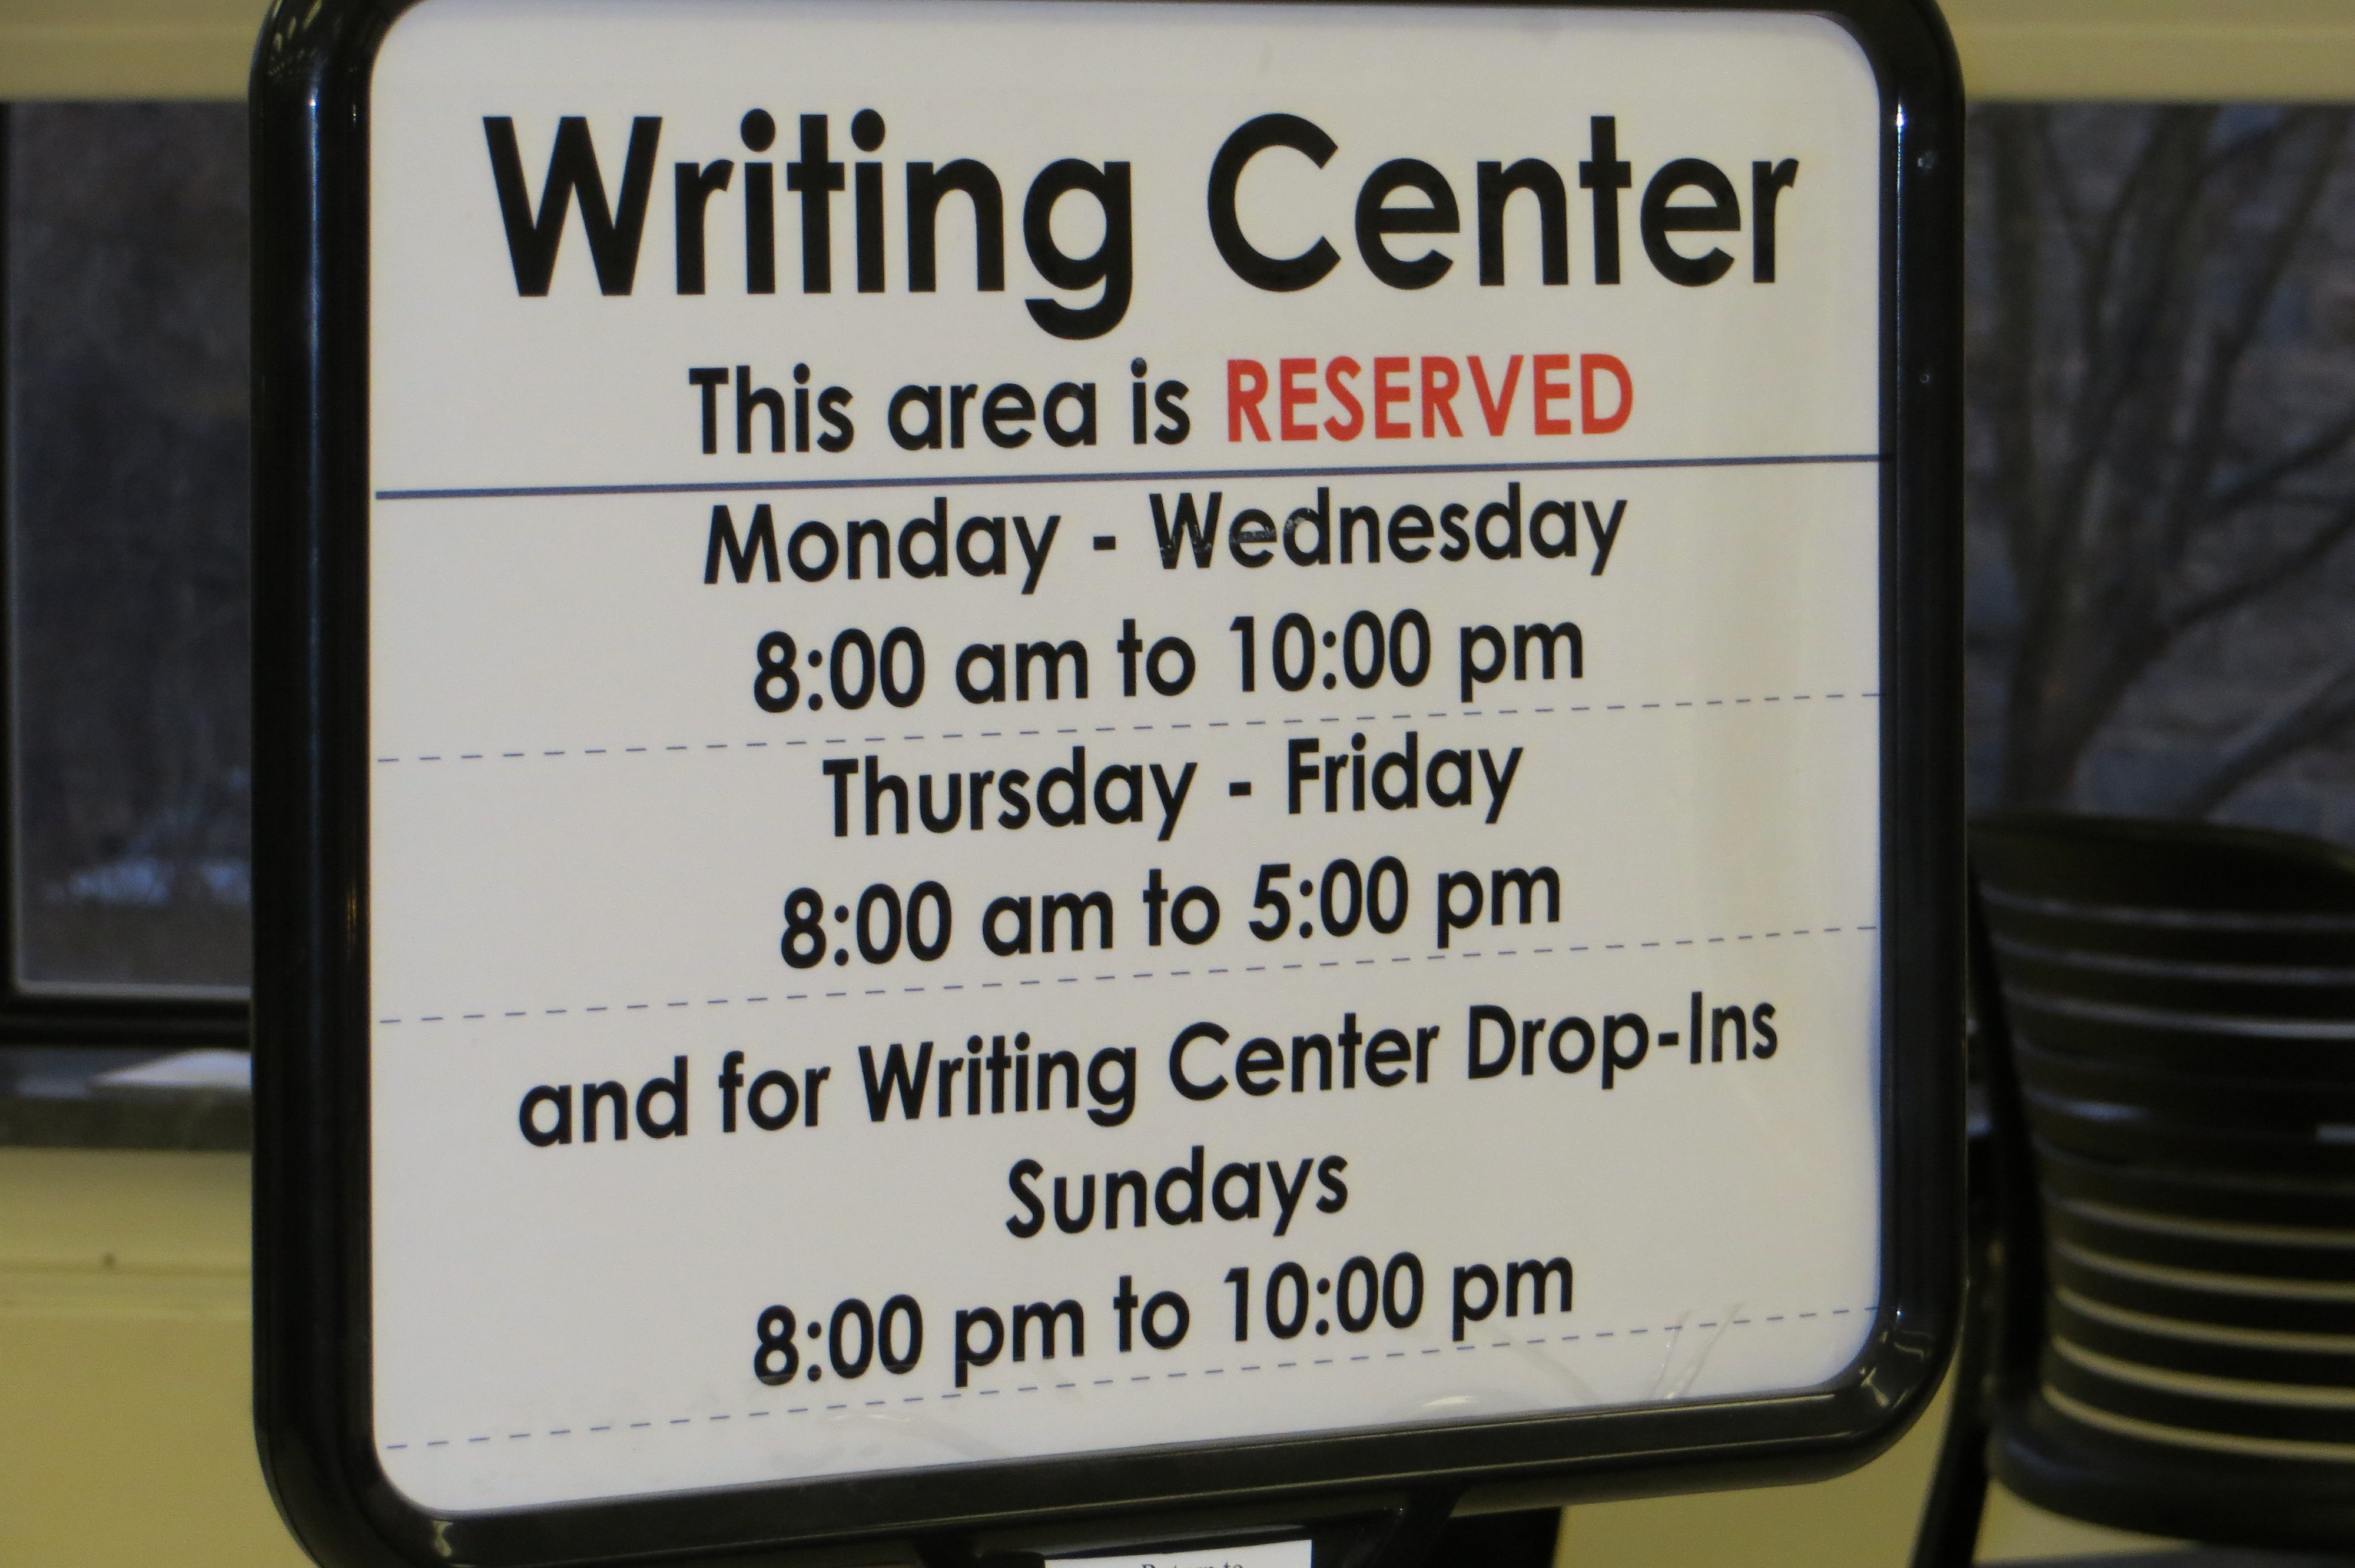 Writing Center
This area is RESERVED
Monday - Wednesday
8:00 am to 10:00 pm
Thursday - Friday
8:00 am to 5:00 pm
and for Writing Center Drop-Ins
Sundays
8:00 pm to 10:00 pm
Return to